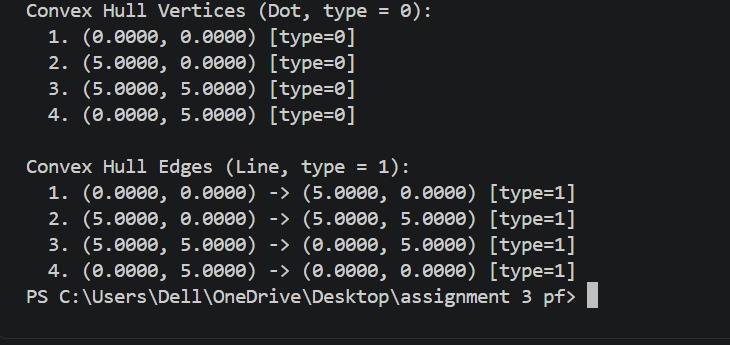 Convex Hull Vertices (Dot, type = 0):
  1. (0.0000, 0.0000) [type=0]
  2. (5.0000, 0.0000) [type=0]
  3. (5.0000, 5.0000) [type=0]
  4. (0.0000, 5.0000) [type=0]

Convex Hull Edges (Line, type = 1):
  1. (0.0000, 0.0000) -> (5.0000, 0.0000) [type=1]
  2. (5.0000, 0.0000) -> (5.0000, 5.0000) [type=1]
  3. (5.0000, 5.0000) -> (0.0000, 5.0000) [type=1]
  4. (0.0000, 5.0000) -> (0.0000, 0.0000) [type=1]
PS C:\Users\Dell\OneDrive\Desktop\assignment 3 pf>